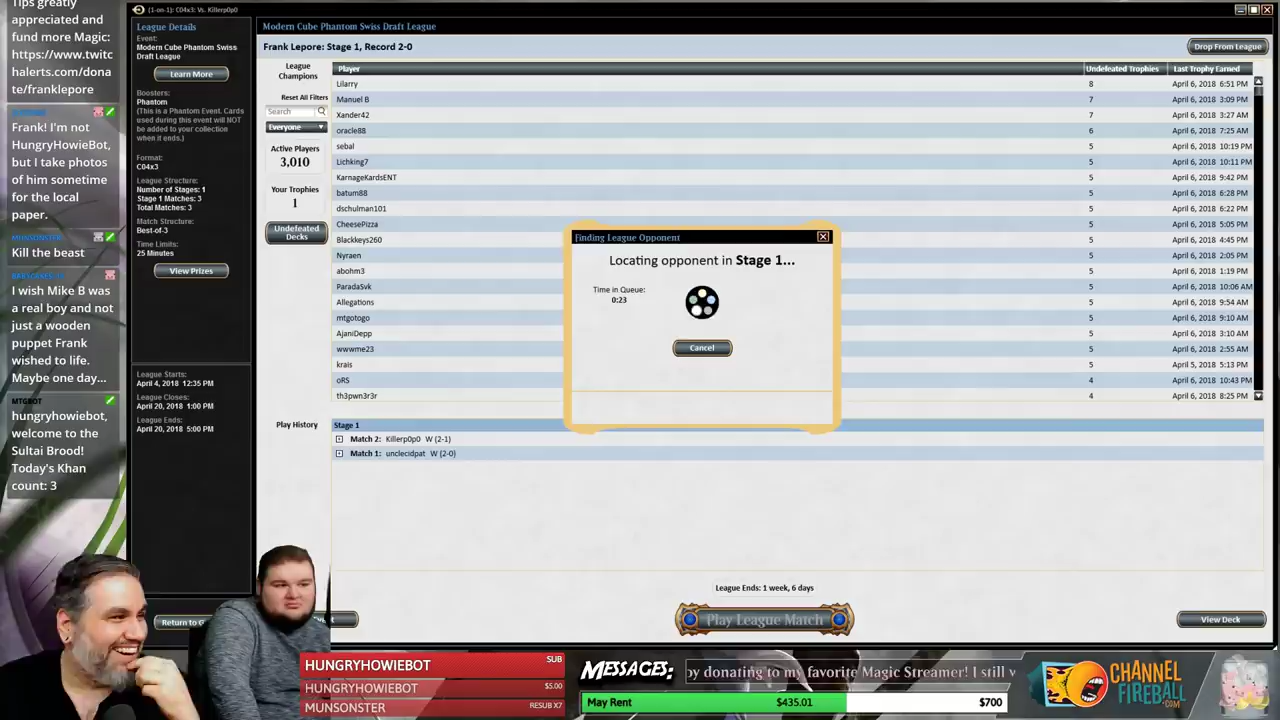 (1-on-1): C04x3: Vs. Killerp0p0
Tips greatly
appreciated and
fund more Magic:
https://www.twitc
halerts.com/dona
te/franklepore
Frank! I'm not
HungryHowieBot,
but I take photos
of him sometime
for the local
paper.
MUNSONSTER
Kill the beast
I wish Mike B was
a real boy and not
just a wooden
puppet Frank
wished to life.
Maybe one day...
MTGBOT
hungryhowiebot,
welcome to the
Sultai Brood!
Today's Khan
count: 3
League Details
Event:
Modern Cube Phantom Swiss
Draft League
Learn More
Boosters:
Phantom
(This is a Phantom Event. Cards
used during this event will NOT
be added to your collection
when it ends.)
Format:
C04x3
League Structure:
Number of Stages: 1
Stage 1 Matches: 3
Total Matches: 3
Match Structure:
Best-of-3
Time Limits:
25 Minutes
View Prizes
League Starts:
April 4, 2018 12:35 PM
League Closes:
April 20, 2018 1:00 PM
League Ends:
April 20, 2018 5:00 PM
Modern Cube Phantom Swiss Draft League
Frank Lepore: Stage 1, Record 2-0
Drop From League
League
Champions
Reset All Filters
Search
Everyone
Active Players
3,010
Your Trophies
1
Undefeated
Decks
Player Undefeated Trophies Last Trophy Earned
Lilarry 8 April 6, 2018 6:51 PM
Manuel B 7 April 6, 2018 3:09 PM
Xander42 7 April 6, 2018 3:27 AM
oracle88 6 April 6, 2018 7:25 AM
sebal 5 April 6, 2018 10:19 PM
Lichking7 5 April 6, 2018 10:11 PM
KarnageKardsENT 5 April 6, 2018 9:42 PM
batum88 5 April 6, 2018 6:28 PM
dschulman101 5 April 6, 2018 6:22 PM
CheesePizza 5 April 6, 2018 5:04 PM
Blackkeys260 5 April 6, 2018 4:45 PM
Nyraen 5 April 6, 2018 2:05 PM
abohm3 5 April 6, 2018 1:19 PM
ParadaSvk 5 April 6, 2018 10:06 AM
Allegations 5 April 6, 2018 9:54 AM
mtgotogo 5 April 6, 2018 9:10 AM
AjaniDepp 5 April 6, 2018 3:10 AM
wwwme23 5 April 6, 2018 2:55 AM
krais 5 April 5, 2018 5:13 PM
oRS 4 April 6, 2018 10:43 PM
th3pwn3r3r 4 April 6, 2018 8:25 PM
Finding League Opponent
Locating opponent in Stage 1...
Time in Queue:
0:23
Cancel
Play History
Stage 1
Match 2: Killerp0p0 W (2-1)
Match 1: unclecidpat W (2-0)
League Ends: 1 week, 6 days
Return to
Play League Match
View Deck
HUNGRYHOWIEBOT SUB
HUNGRYHOWIEBOT $5.00
MUNSONSTER RESUB X7
MESSAGES:
by donating to my favorite Magic Streamer! I still
May Rent $435.01 $700
CHANNEL
FIREBALL
.COM